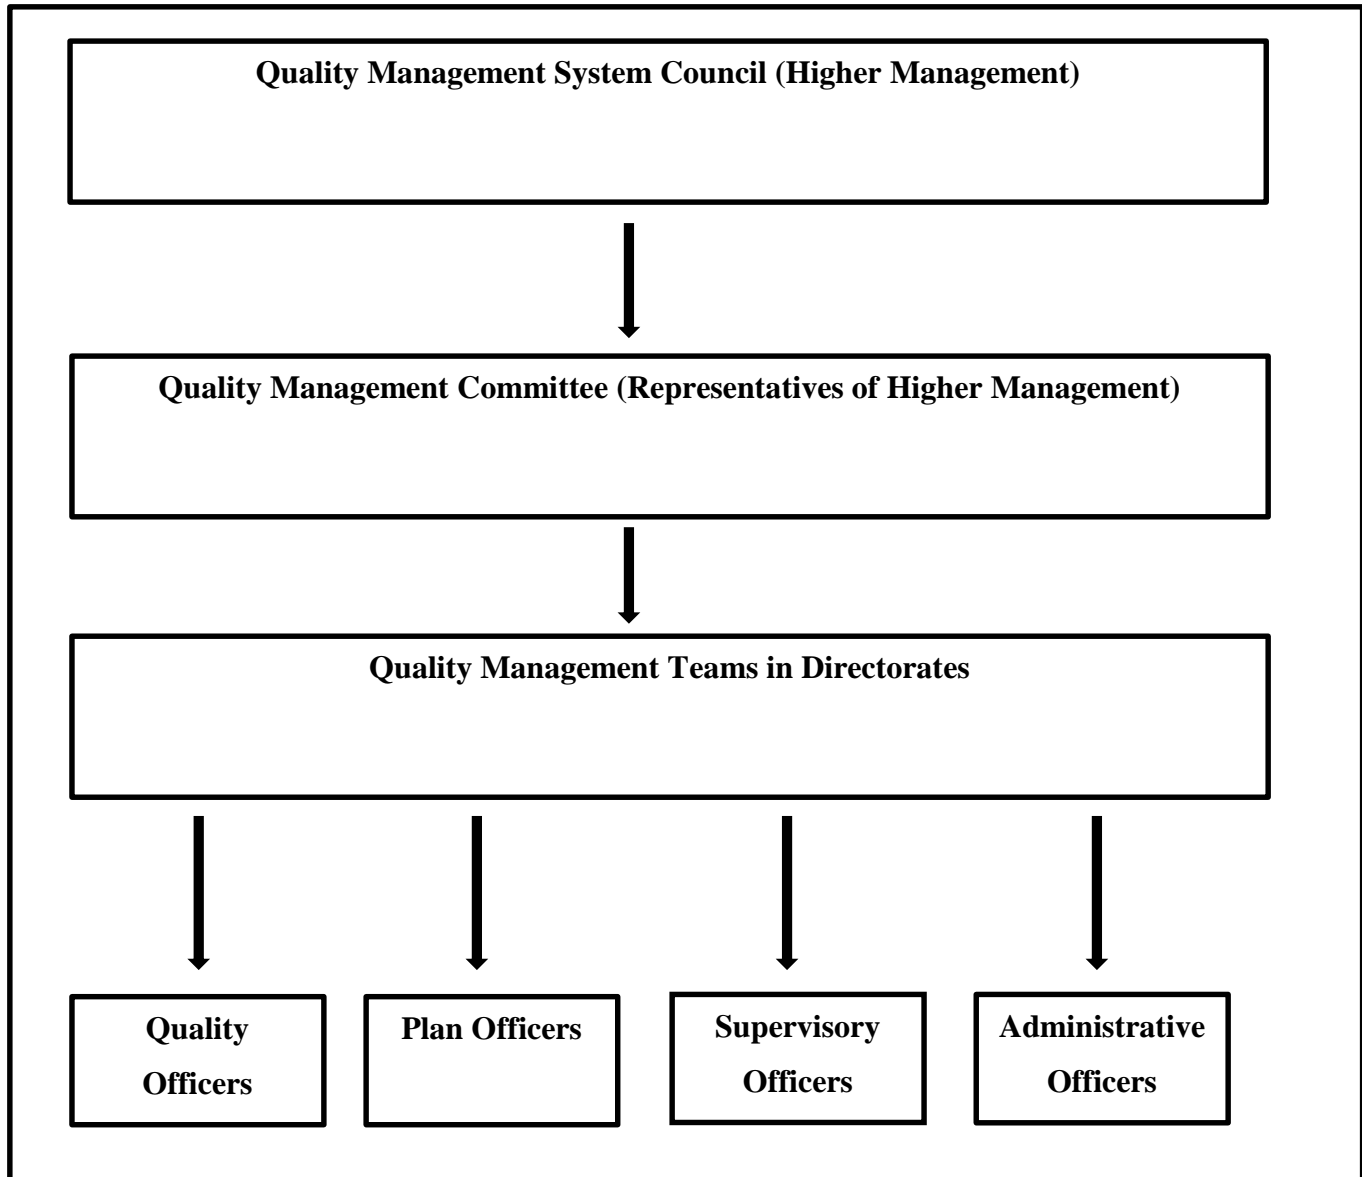 Quality Management System Council (Higher Management)
Quality Management Committee (Representatives of Higher Management)
Quality Management Teams in Directorates
Quality
Officers
Plan Officers
Supervisory
Officers
Administrative
Officers